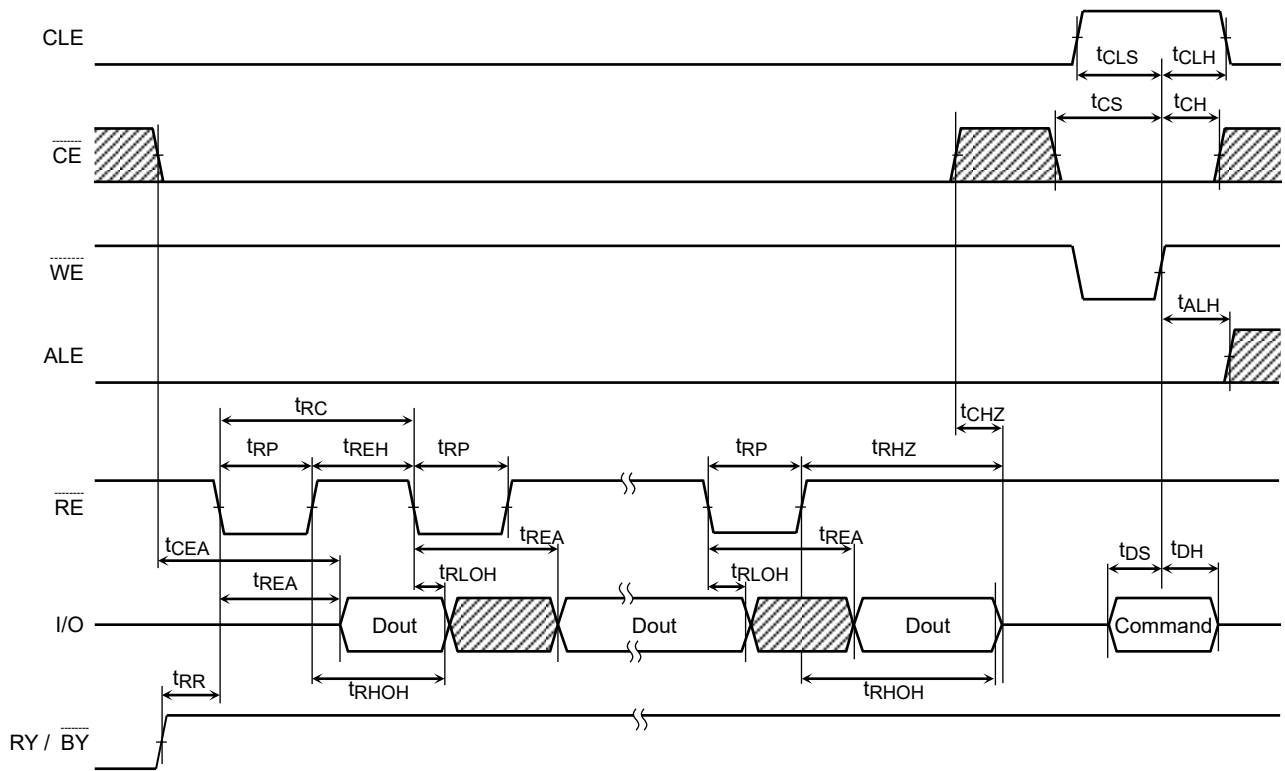 CLE
tCLS tCLH
tCS tCH
CE
WE
tALH
ALE
tRC
tCHZ
tRP tREH tRP tRP tRHZ
RE
tCEA tREA tREA
tDS tDH
tREA tRLOH tRLOH
I/O Dout Dout Dout Command
tRR tRHOH tRHOH
RY / BY